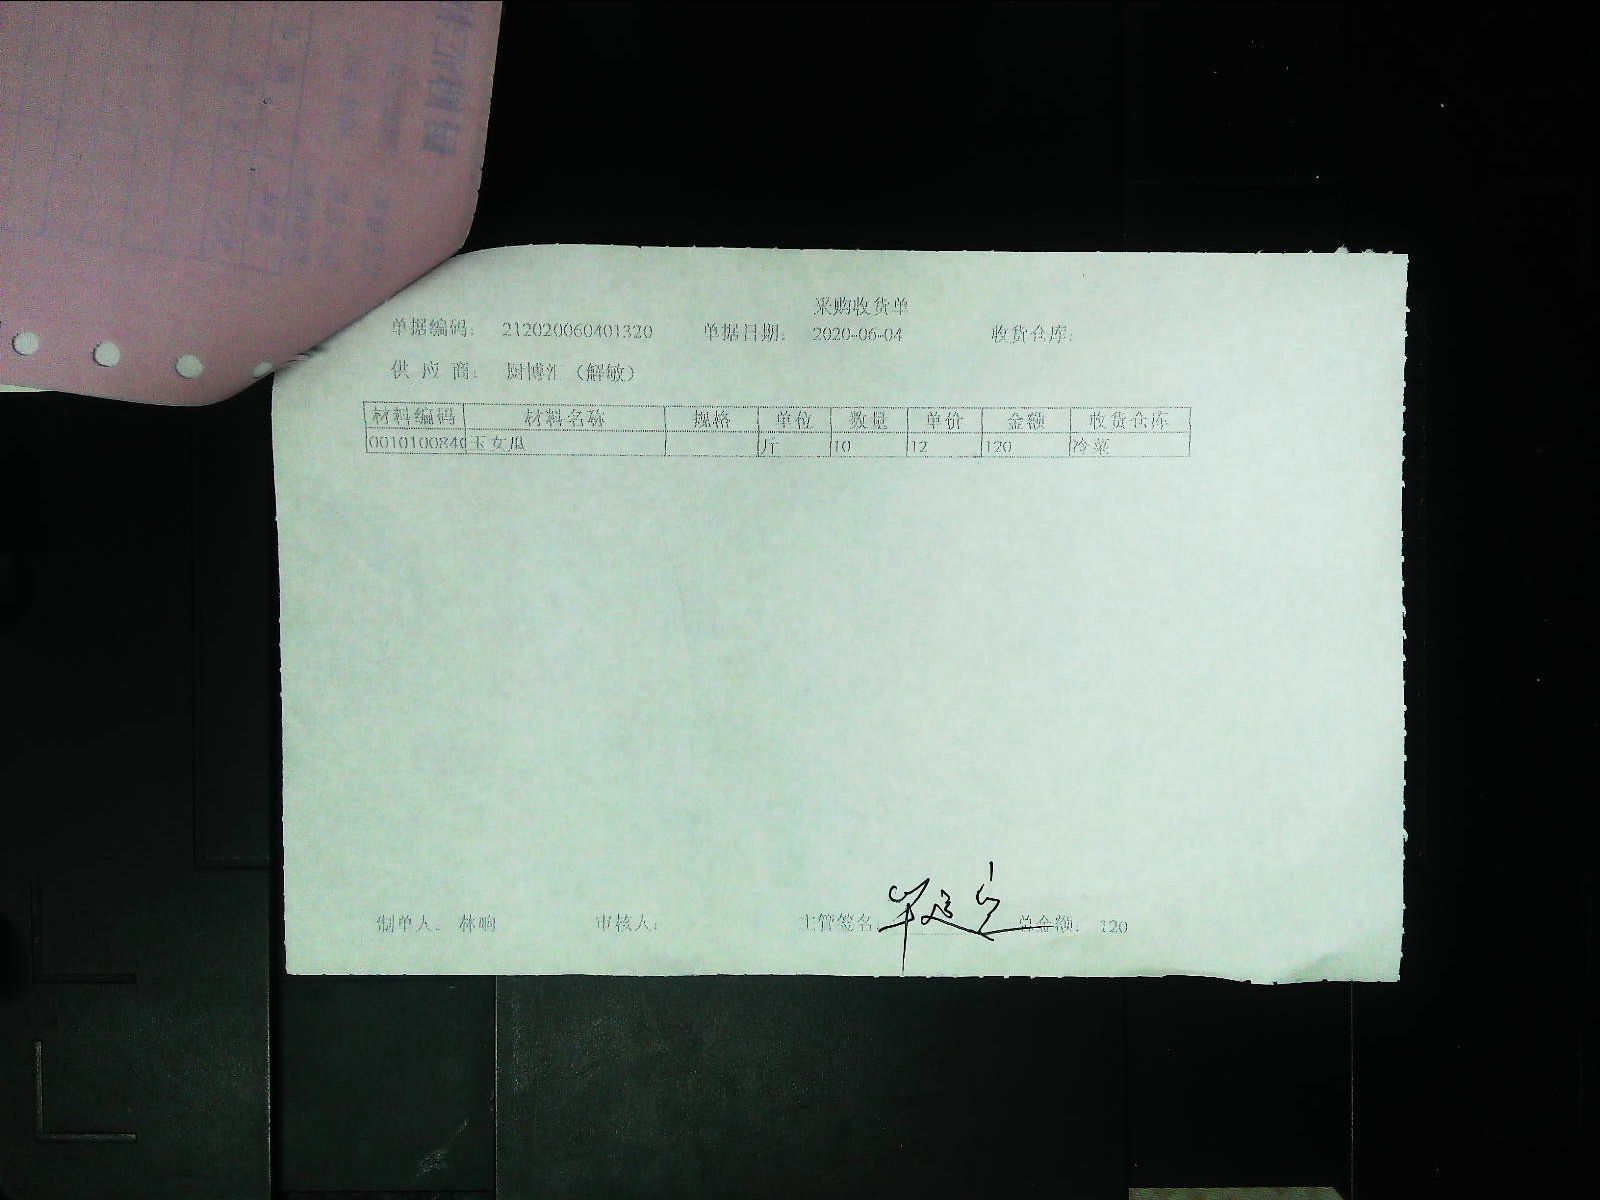 采购收货单
单据编码: 212020060401320 单据日期: 2020-06-04 收货仓库:
供 应 商: 厨博汇（解敏）
材料编码 材料名称 规格 单位 数量 单价 金额 收货仓库
0010100840 玉女瓜 斤 10 12 120 冷菜
制单人: 林晌 审核人: 主管签名: 总金额: 120